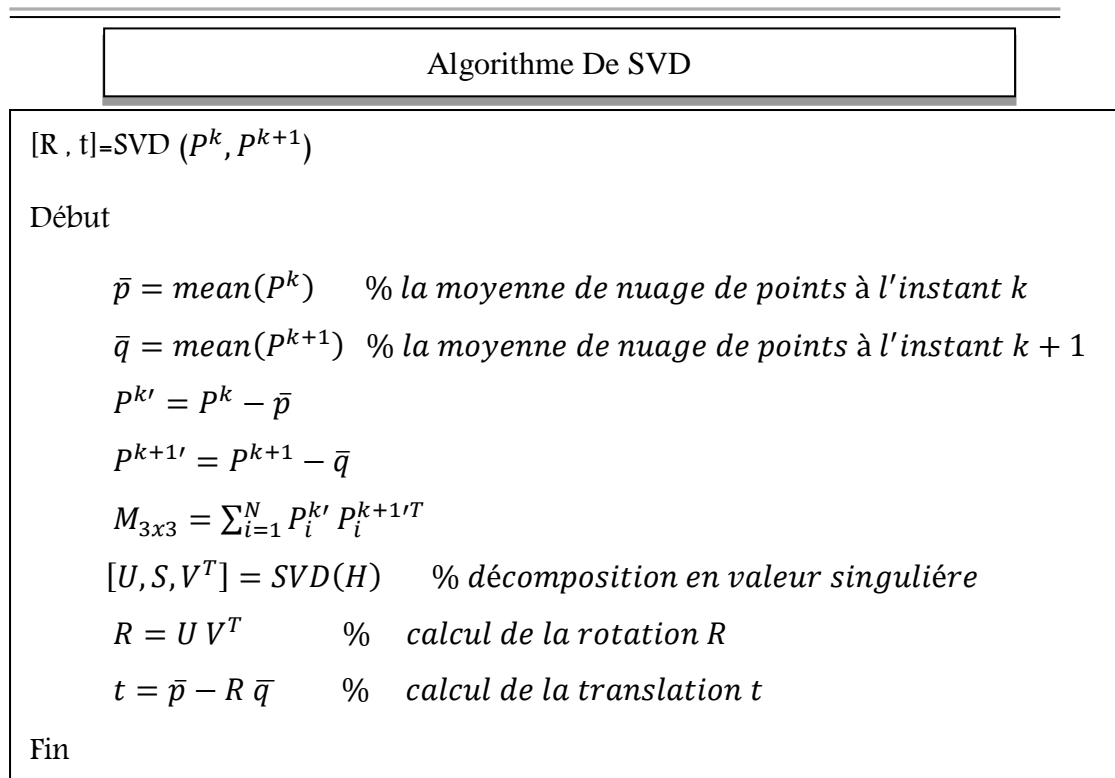 Algorithme De SVD
[R , t]=SVD (P^k, P^{k+1})
Début
p̄ = mean(P^k) % la moyenne de nuage de points à l'instant k
q̄ = mean(P^{k+1}) % la moyenne de nuage de points à l'instant k + 1
P^{k′} = P^k − p̄
P^{k+1′} = P^{k+1} − q̄
M_{3x3} = ∑_{i=1}^{N} P_i^{k′} P_i^{k+1′T}
[U, S, V^T] = SVD(H) % décomposition en valeur singuliére
R = U V^T % calcul de la rotation R
t = p̄ − R q̄ % calcul de la translation t
Fin